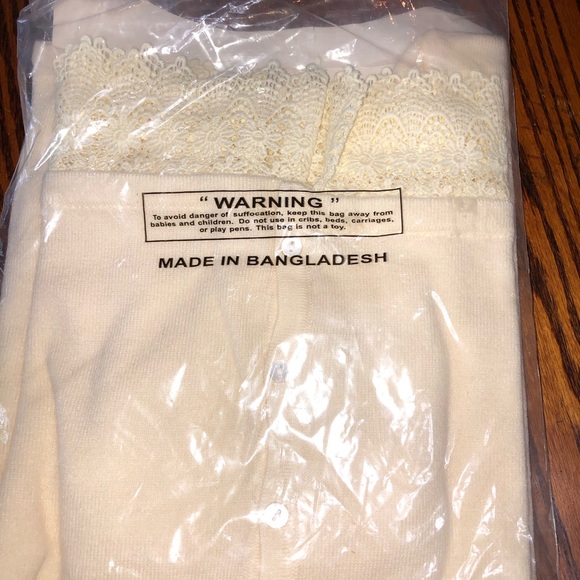 “ WARNING ”
To avoid danger of suffocation, keep this bag away from
babies and children. Do not use in cribs, beds, carriages,
or play pens. This bag is not a toy.
MADE IN BANGLADESH